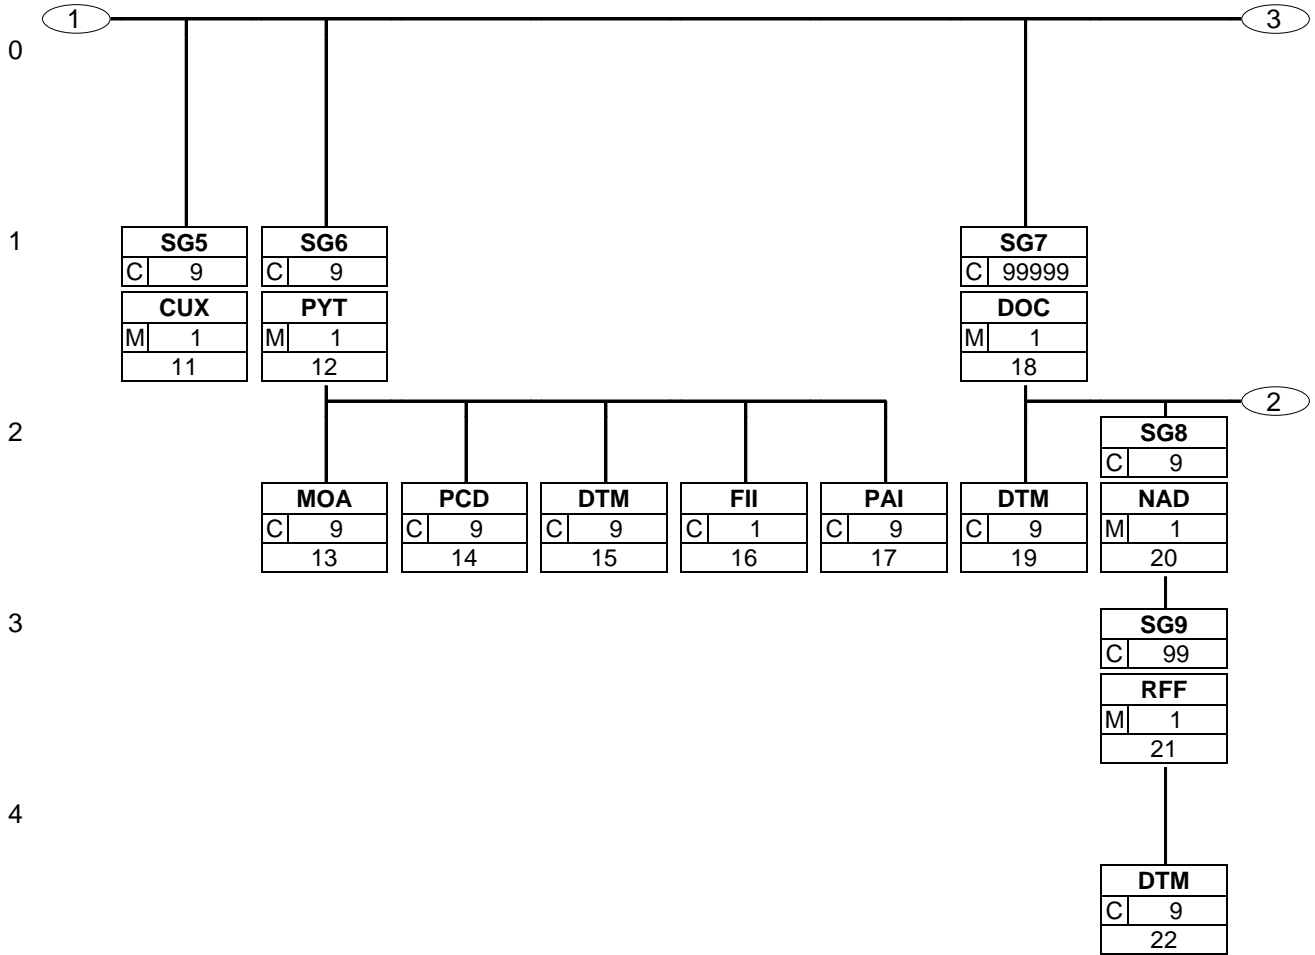 1 3
0
1 SG5 SG6 SG7
C 9 C 9 C 99999
CUX PYT DOC
M 1 M 1 M 1
11 12 18
2
2 SG8
C 9
MOA PCD DTM FII PAI DTM NAD
C 9 C 9 C 9 C 1 C 9 C 9 M 1
13 14 15 16 17 19 20
3 SG9
C 99
RFF
M 1
21
4
DTM
C 9
22